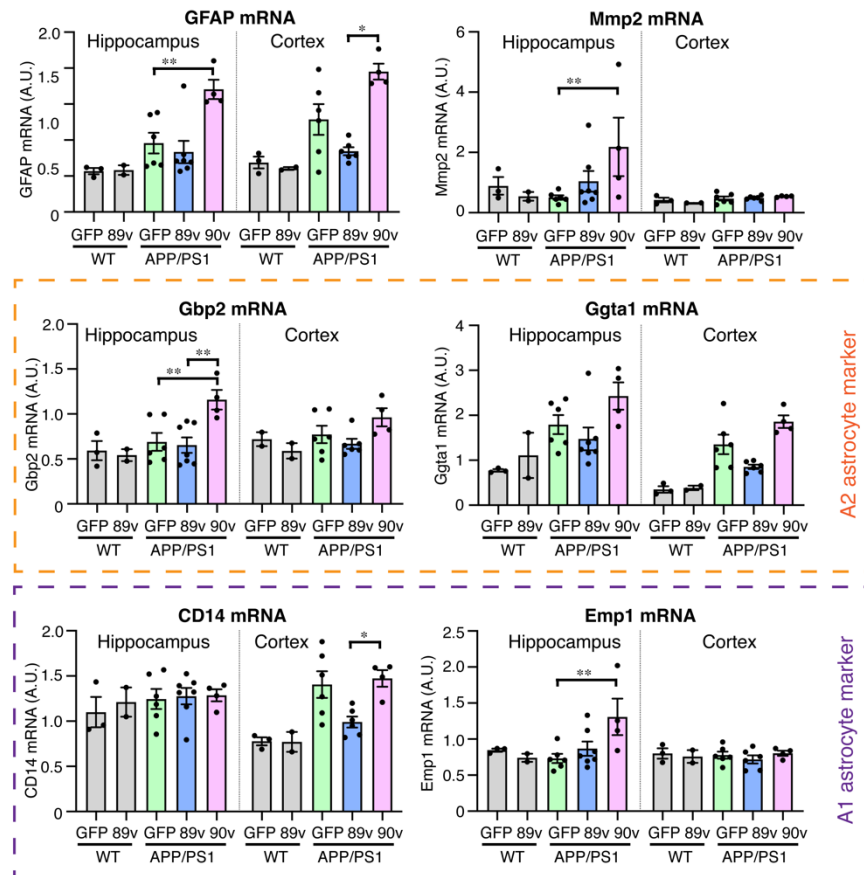 GFAP mRNA
Hippocampus Cortex
GFAP mRNA (A.U.)
1.5
1.0
0.5
0
** *
GFP 89v GFP 89v 90v GFP 89v GFP 89v 90v
WT APP/PS1 WT APP/PS1
Mmp2 mRNA
Hippocampus Cortex
Mmp2 mRNA (A.U.)
6
4
2
0
**
GFP 89v GFP 89v 90v GFP 89v GFP 89v 90v
WT APP/PS1 WT APP/PS1
Gbp2 mRNA
Hippocampus Cortex
Gbp2 mRNA (A.U.)
2.0
1.5
1.0
0.5
0
** **
GFP 89v GFP 89v 90v GFP 89v GFP 89v 90v
WT APP/PS1 WT APP/PS1
Ggta1 mRNA
Hippocampus Cortex
Ggta1 mRNA (A.U.)
4
3
2
1
0
GFP 89v GFP 89v 90v GFP 89v GFP 89v 90v
WT APP/PS1 WT APP/PS1
A2 astrocyte marker
CD14 mRNA
Hippocampus Cortex
CD14 mRNA (A.U.)
2.0
1.5
1.0
0.5
0
*
GFP 89v GFP 89v 90v GFP 89v GFP 89v 90v
WT APP/PS1 WT APP/PS1
Emp1 mRNA
Hippocampus Cortex
Emp1 mRNA (A.U.)
2.5
2.0
1.5
1.0
0.5
0
**
GFP 89v GFP 89v 90v GFP 89v GFP 89v 90v
WT APP/PS1 WT APP/PS1
A1 astrocyte marker